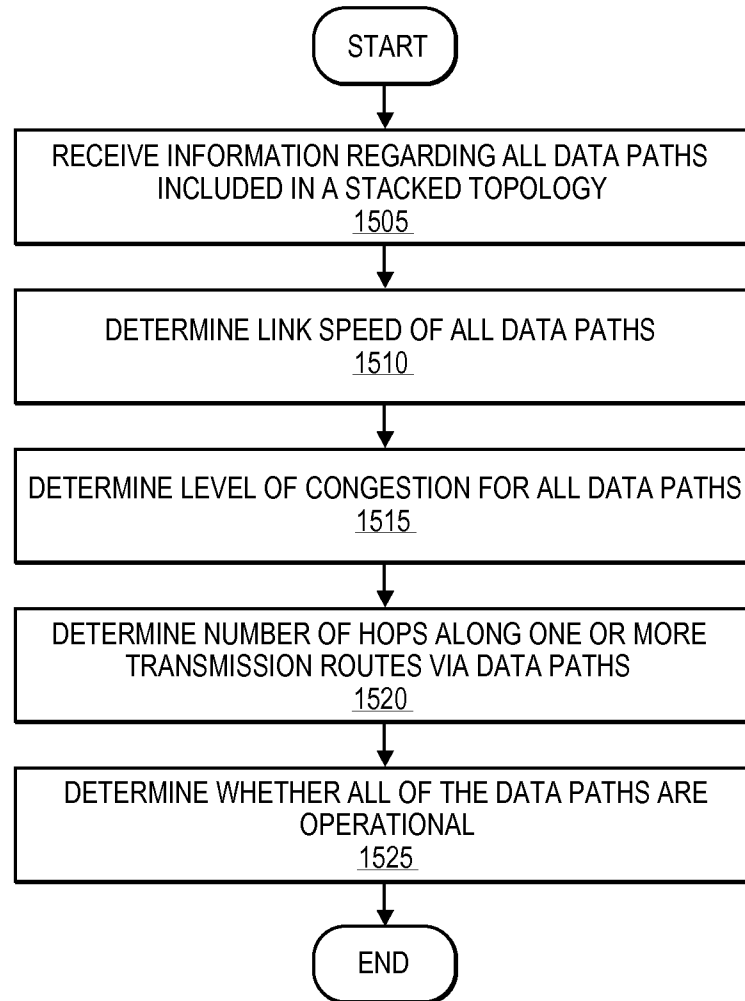 START
RECEIVE INFORMATION REGARDING ALL DATA PATHS
INCLUDED IN A STACKED TOPOLOGY
1505
DETERMINE LINK SPEED OF ALL DATA PATHS
1510
DETERMINE LEVEL OF CONGESTION FOR ALL DATA PATHS
1515
DETERMINE NUMBER OF HOPS ALONG ONE OR MORE
TRANSMISSION ROUTES VIA DATA PATHS
1520
DETERMINE WHETHER ALL OF THE DATA PATHS ARE
OPERATIONAL
1525
END